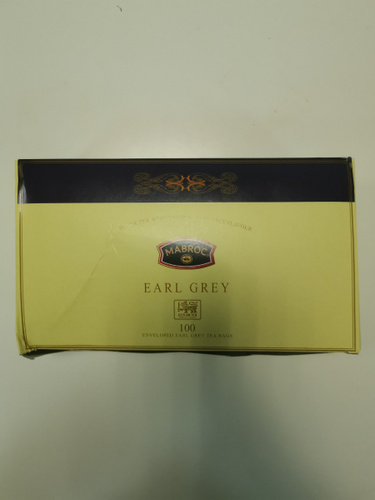 MABROC
EARL GREY
100
ENVELOPED EARL GREY TEA BAGS